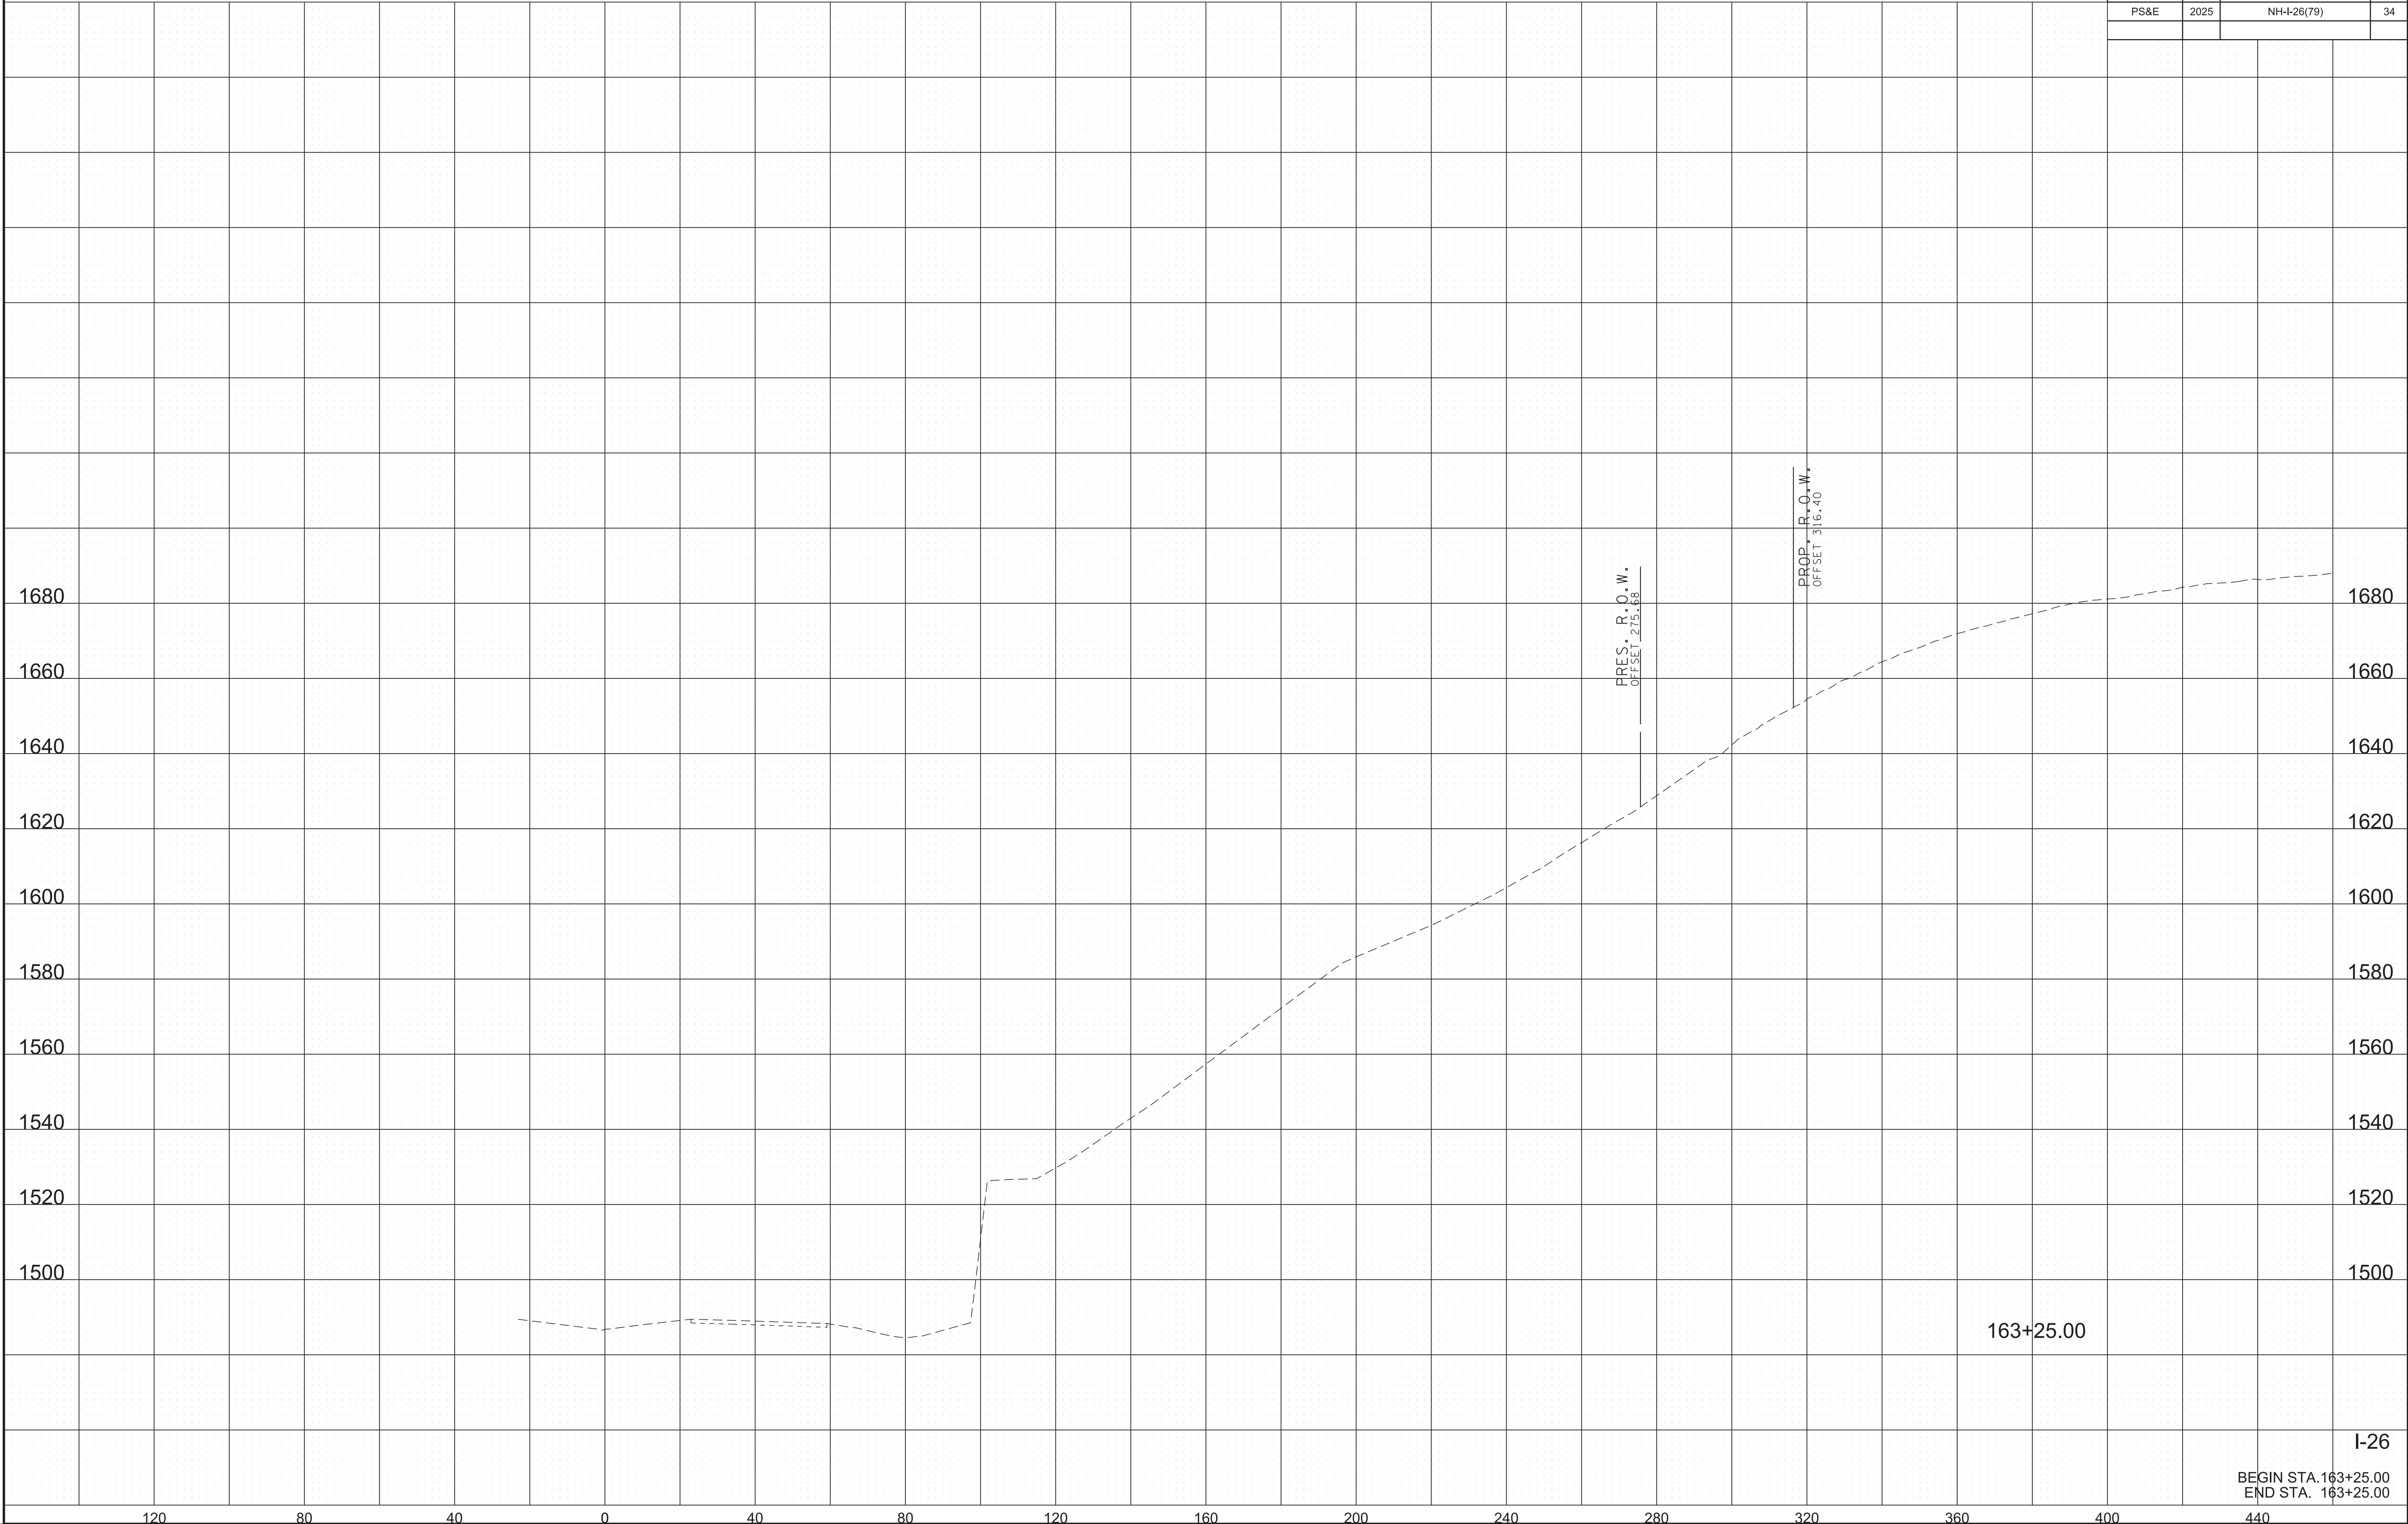 PS&E 2025 NH-I-26(79) 34
PROP. R.O.W.
OFFSET 316.40
PRES. R.O.W.
OFFSET 275.68
1680 1680
1660 1660
1640 1640
1620 1620
1600 1600
1580 1580
1560 1560
1540 1540
1520 1520
1500 1500
163+25.00
I-26
BEGIN STA.163+25.00
END STA. 163+25.00
120 80 40 0 40 80 120 160 200 240 280 320 360 400 440